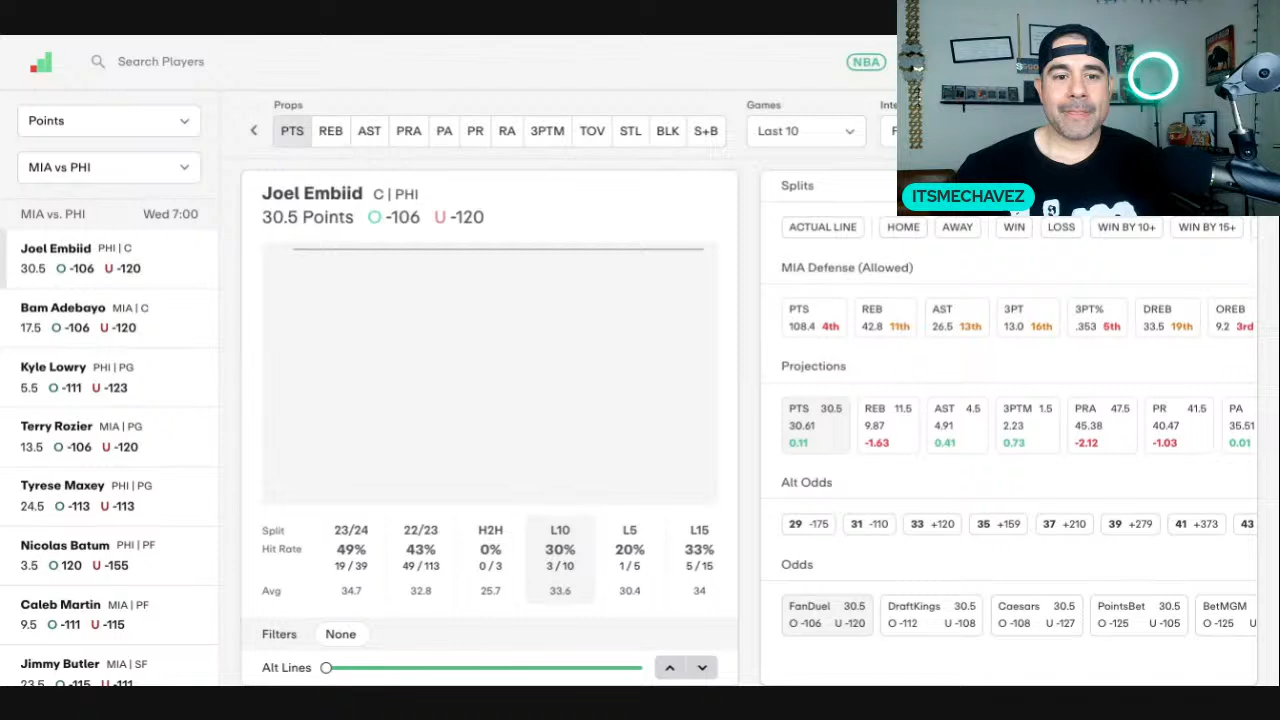 Search Players
NBA
ITSMECHAVEZ
Points
MIA vs PHI
MIA vs. PHI Wed 7:00
Joel Embiid PHI | C
30.5 O -106 U -120
Bam Adebayo MIA | C
17.5 O -106 U -120
Kyle Lowry PHI | PG
5.5 O -111 U -123
Terry Rozier MIA | PG
13.5 O -106 U -120
Tyrese Maxey PHI | PG
24.5 O -113 U -113
Nicolas Batum PHI | PF
3.5 O 120 U -155
Caleb Martin MIA | PF
9.5 O -111 U -115
Jimmy Butler MIA | SF
23.5 O -115 U -111
Props
PTS REB AST PRA PA PR RA 3PTM TOV STL BLK S+B
Games
Last 10
Joel Embiid C | PHI
30.5 Points O -106 U -120
Split 23/24 22/23 H2H L10 L5 L15
Hit Rate 49% 43% 0% 30% 20% 33%
19 / 39 49 / 113 0 / 3 3 / 10 1 / 5 5 / 15
Avg 34.7 32.8 25.7 33.6 30.4 34
Filters None
Alt Lines
Splits
ACTUAL LINE HOME AWAY WIN LOSS WIN BY 10+ WIN BY 15+
MIA Defense (Allowed)
PTS REB AST 3PT 3PT% DREB OREB
108.4 4th 42.8 11th 26.5 13th 13.0 16th .353 5th 33.5 19th 9.2 3rd
Projections
PTS 30.5 REB 11.5 AST 4.5 3PTM 1.5 PRA 47.5 PR 41.5 PA
30.61 9.87 4.91 2.23 45.38 40.47 35.51
0.11 -1.63 0.41 0.73 -2.12 -1.03 0.01
Alt Odds
29 -175 31 -110 33 +120 35 +159 37 +210 39 +279 41 +373 43
Odds
FanDuel 30.5 DraftKings 30.5 Caesars 30.5 PointsBet 30.5 BetMGM
O -106 U -120 O -112 U -108 O -108 U -127 O -125 U -105 O -125 U